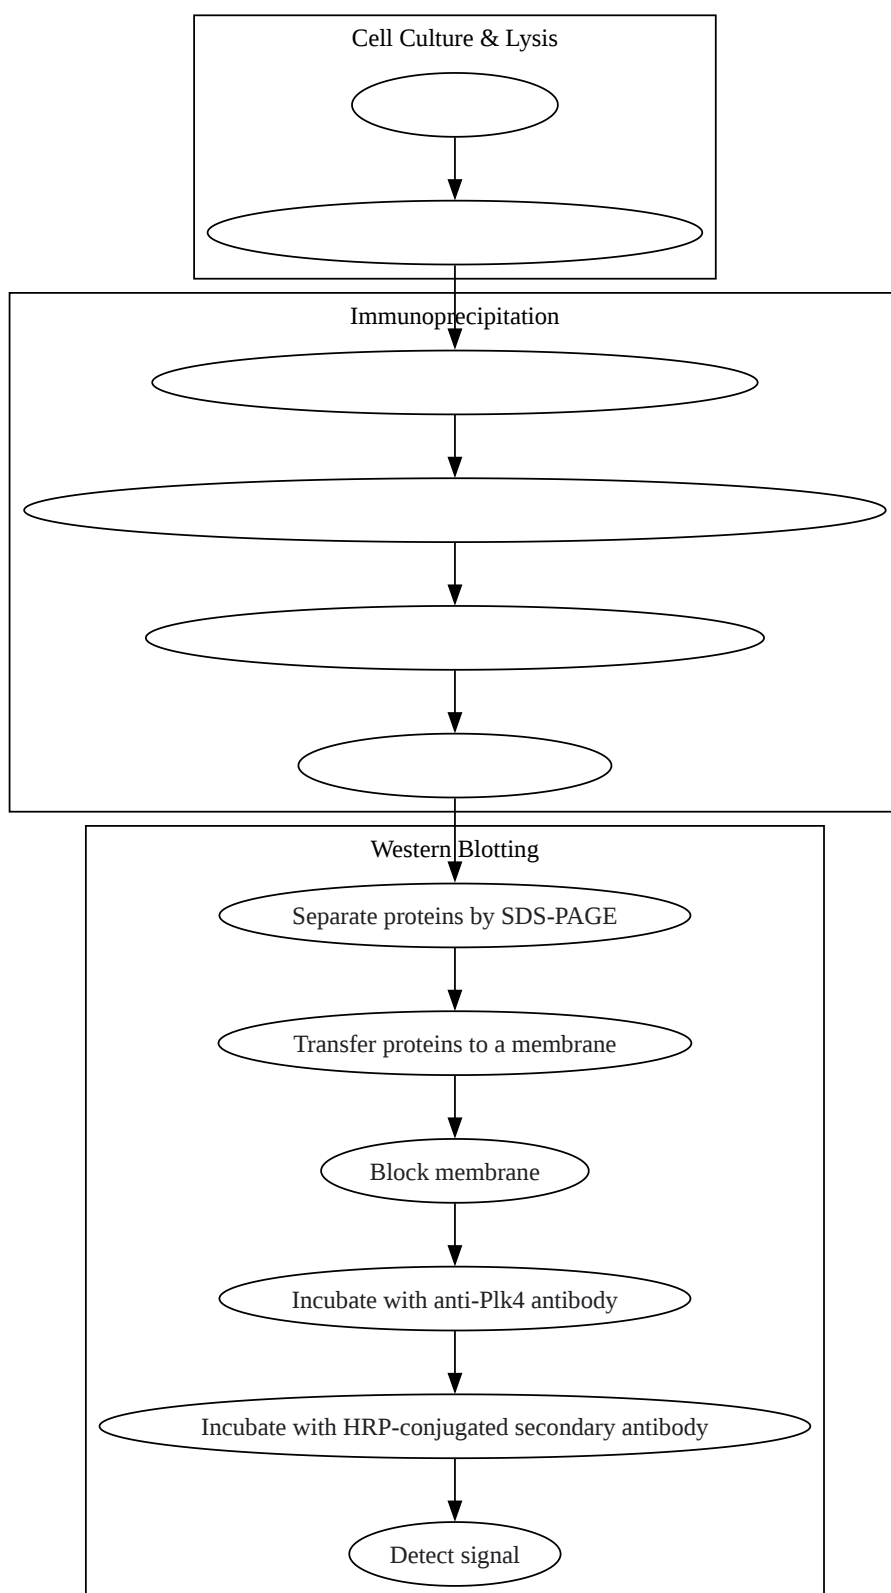 Cell Culture & Lysis
Immunoprecipitation
Western Blotting
Separate proteins by SDS-PAGE
Transfer proteins to a membrane
Block membrane
Incubate with anti-Plk4 antibody
Incubate with HRP-conjugated secondary antibody
Detect signal